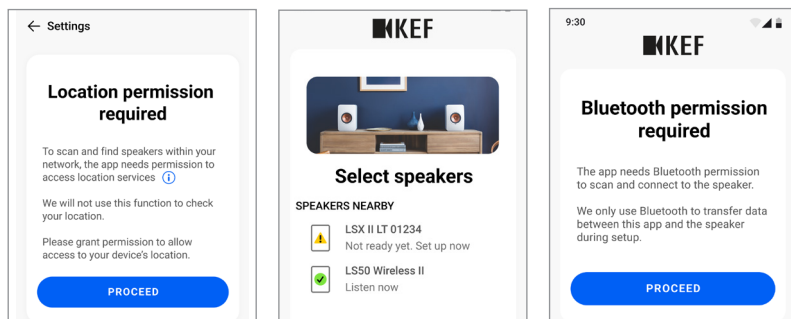 ← Settings
Location permission
required
To scan and find speakers within your
network, the app needs permission to
access location services ⓘ
We will not use this function to check
your location.
Please grant permission to allow
access to your device's location.
PROCEED
KEF
Select speakers
SPEAKERS NEARBY
LSX II LT 01234
Not ready yet. Set up now
LS50 Wireless II
Listen now
9:30
KEF
Bluetooth permission
required
The app needs Bluetooth permission
to scan and connect to the speaker.
We only use Bluetooth to transfer data
between this app and the speaker
during setup.
PROCEED